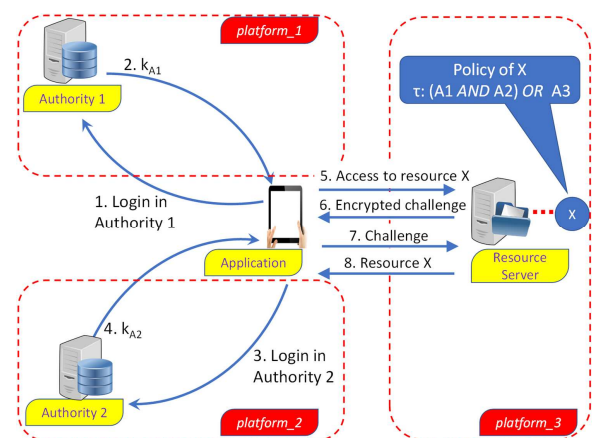 platform_1
2. kA1
Authority 1
Policy of X
τ: (A1 AND A2) OR A3
1. Login in
Authority 1
5. Access to resource X
6. Encrypted challenge
X
7. Challenge
Application
8. Resource X
Resource
Server
4. kA2
3. Login in
Authority 2
Authority 2
platform_2
platform_3